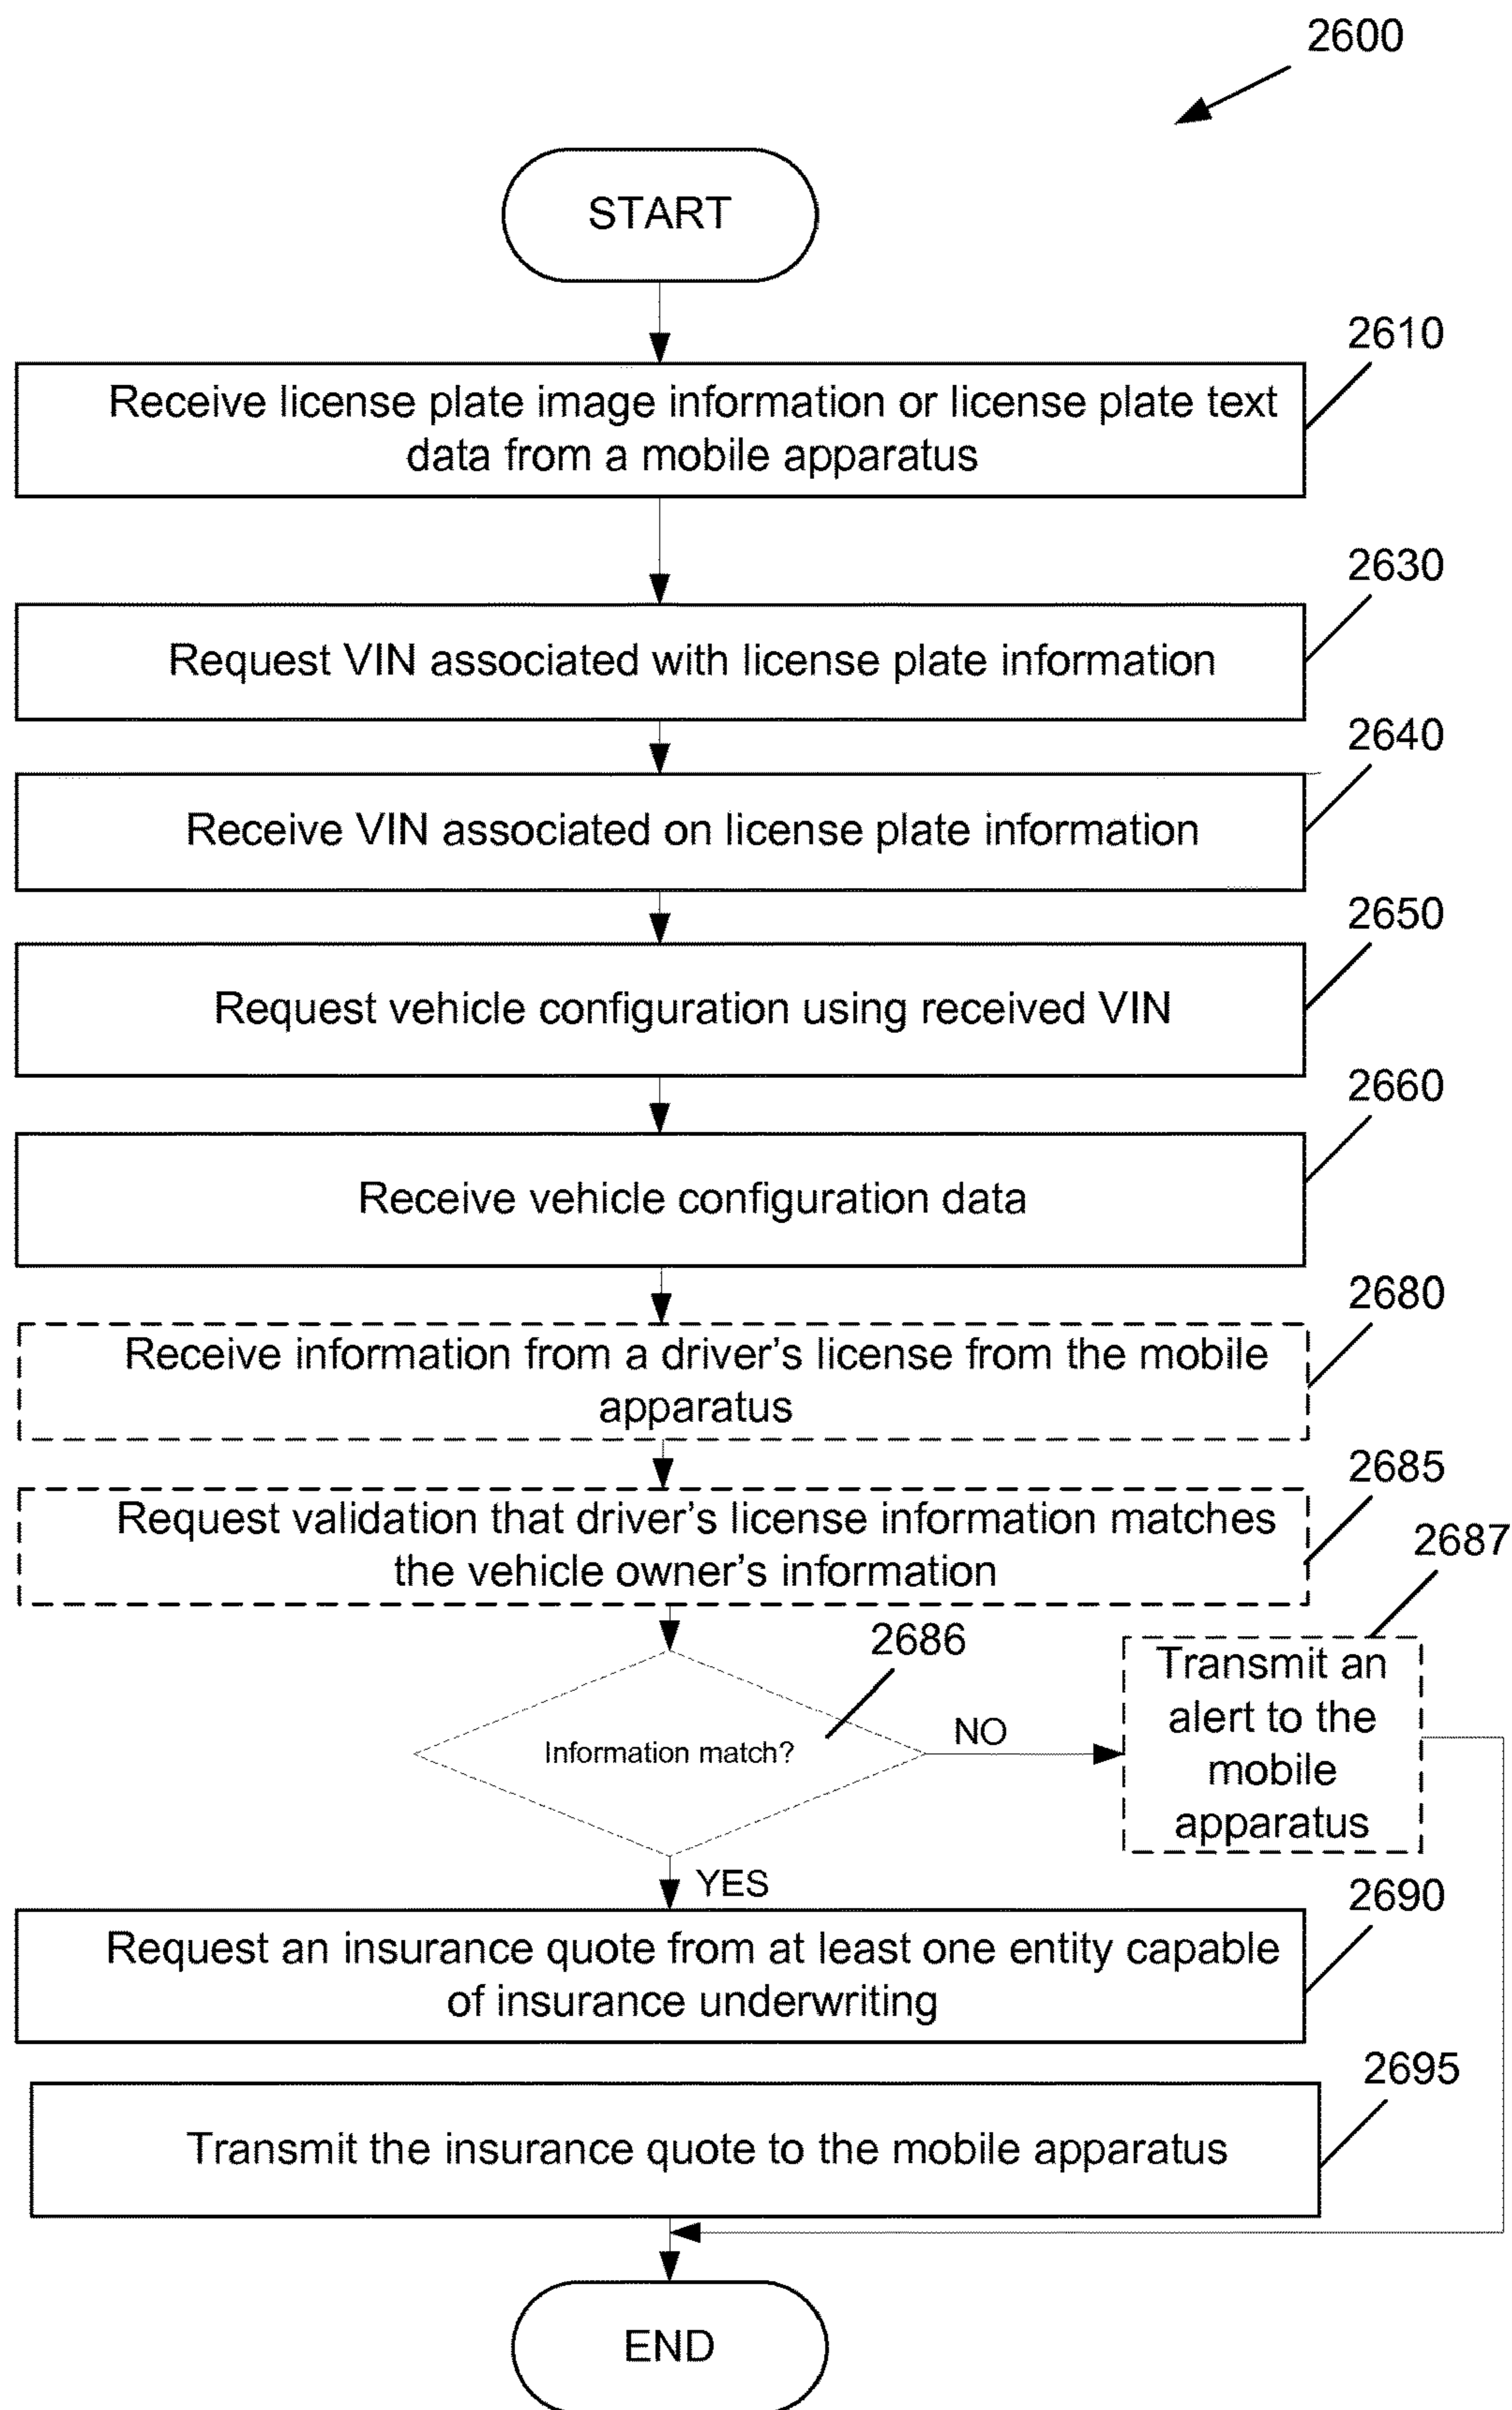 2600
START
2610
Receive license plate image information or license plate text
data from a mobile apparatus
2630
Request VIN associated with license plate information
2640
Receive VIN associated on license plate information
2650
Request vehicle configuration using received VIN
2660
Receive vehicle configuration data
2680
Receive information from a driver's license from the mobile
apparatus
2685
Request validation that driver's license information matches
the vehicle owner's information
2687
2686
Transmit an
alert to the
mobile
apparatus
Information match?
NO
YES
2690
Request an insurance quote from at least one entity capable
of insurance underwriting
2695
Transmit the insurance quote to the mobile apparatus
END